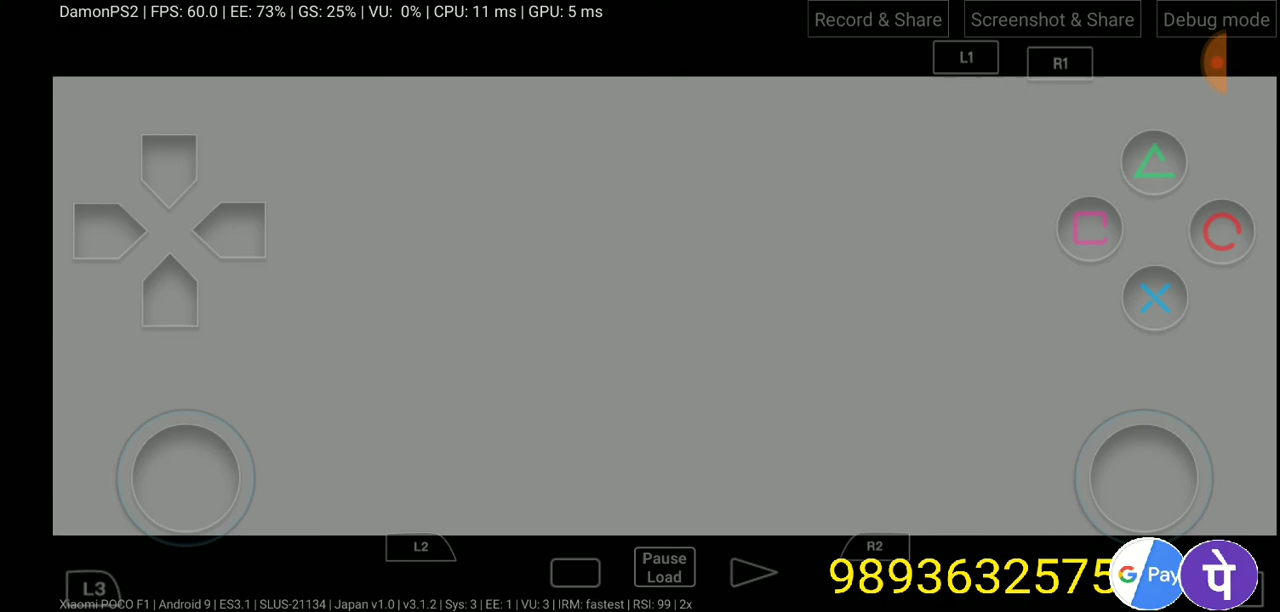 DamonPS2 | FPS: 60.0 | EE: 73% | GS: 25% | VU: 0% | CPU: 11 ms | GPU: 5 ms
Record & Share
Screenshot & Share
Debug mode
L1
R1
L2
R2
Pause
Load
9893632575
G Pay
पे
L3
Xiaomi POCO F1 | Android 9 | ES3.1 | SLUS-21134 | Japan v1.0 | v3.1.2 | Sys: 3 | EE: 1 | VU: 3 | IRM: fastest | RSI: 99 | 2x